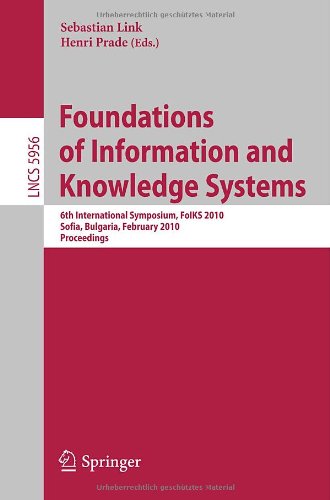 Urheberrechtlich geschütztes Material
Sebastian Link
Henri Prade (Eds.)
LNCS 5956
Foundations
of Information and
Knowledge Systems
6th International Symposium, FoIKS 2010
Sofia, Bulgaria, February 2010
Proceedings
Springer
Urheberrechtlich geschütztes Material